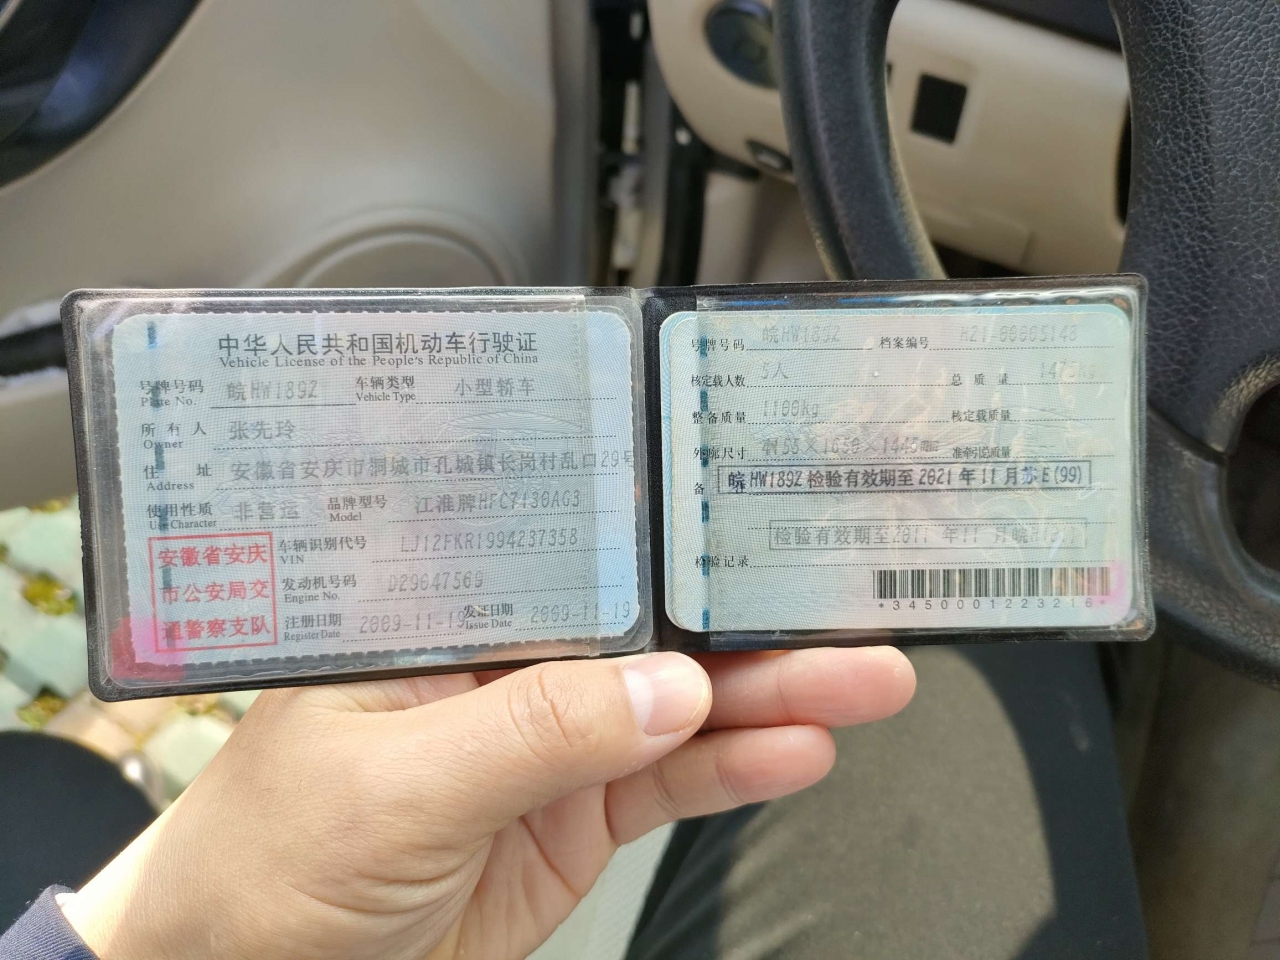 中华人民共和国机动车行驶证
Vehicle License of the People's Republic of China
号牌号码 皖HW189Z 车辆类型 小型轿车
Plate No. Vehicle Type
所有人 张先玲
Owner
住址 安徽省安庆市桐城市孔城镇长岗村乱口29号
Address
使用性质 非营运 品牌型号 江淮牌HFC7130AG3
Use Character Model
安徽省安庆
市公安局交
通警察支队
车辆识别代号 LJ12FKR1994237358
VIN
发动机号码 D29647569
Engine No.
注册日期 2009-11-19 发证日期 2009-11-19
Register Date Issue Date
号牌号码 皖HW189Z 档案编号
核定载人数 5人 总质量
整备质量 1100kg 核定载质量
外廓尺寸 准牵引总质量
备
皖HW189Z检验有效期至2021年11月苏E(99)
检验有效期至2011年11月皖H
检验记录
*3450001223216*